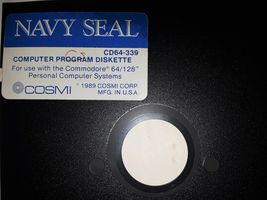 NAVY SEAL
CD64-339
COMPUTER PROGRAM DISKETTE
For use with the Commodore® 64/128™
Personal Computer Systems
COSMI
© 1989 COSMI CORP
MFG. IN U.S.A